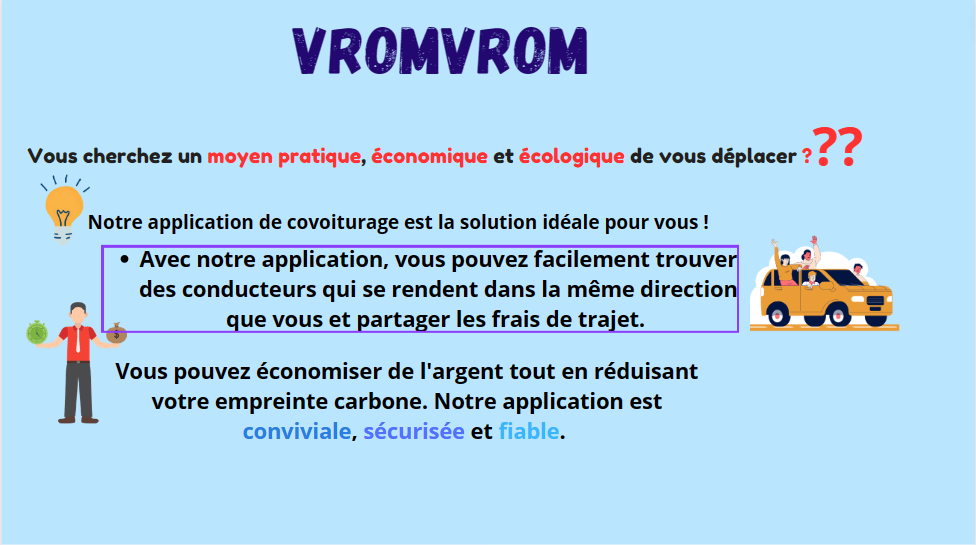 VROMVROM
Vous cherchez un moyen pratique, économique et écologique de vous déplacer ???
Notre application de covoiturage est la solution idéale pour vous !
• Avec notre application, vous pouvez facilement trouver
des conducteurs qui se rendent dans la même direction
que vous et partager les frais de trajet.
$
Vous pouvez économiser de l'argent tout en réduisant
votre empreinte carbone. Notre application est
conviviale, sécurisée et fiable.